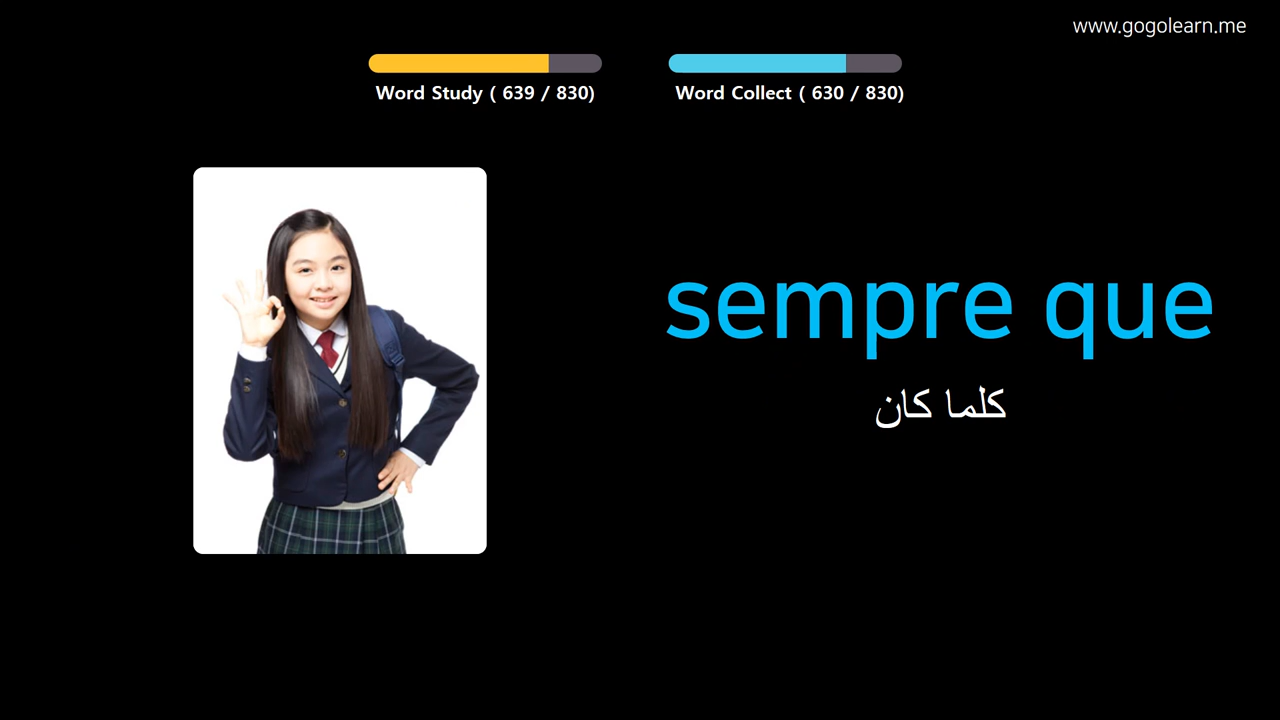 www.gogolearn.me
Word Study ( 639 / 830)
Word Collect ( 630 / 830)
sempre que
كلما كان